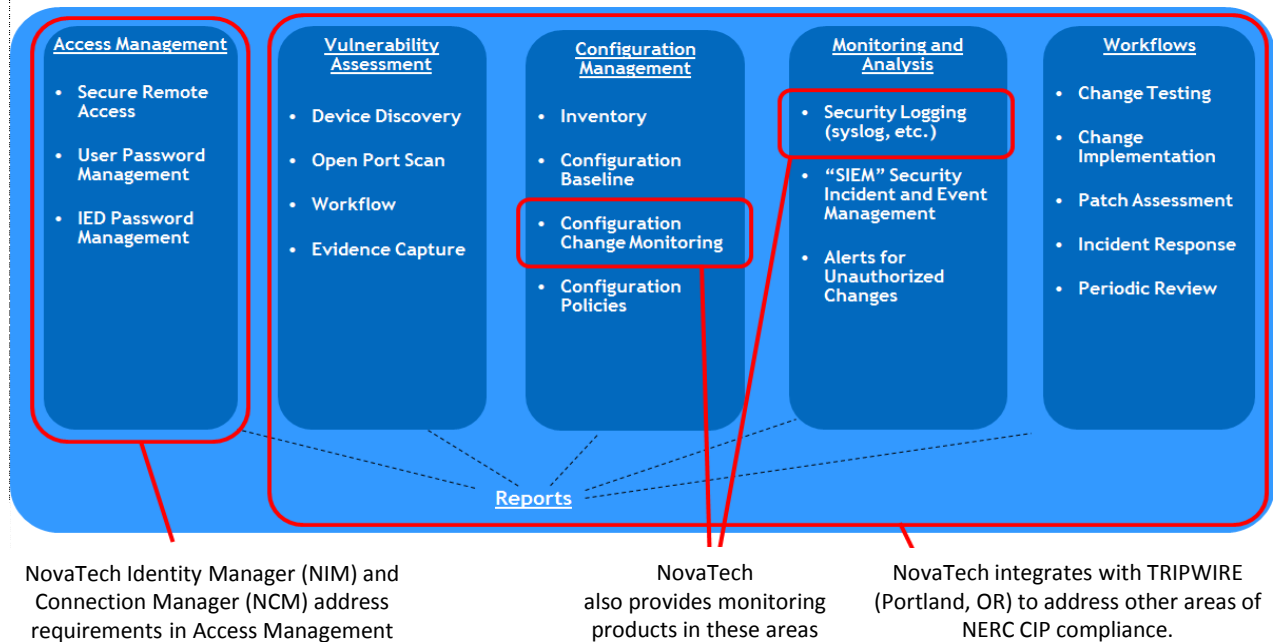 Access Management
• Secure Remote
Access
• User Password
Management
• IED Password
Management
Vulnerability
Assessment
• Device Discovery
• Open Port Scan
• Workflow
• Evidence Capture
Configuration
Management
• Inventory
• Configuration
Baseline
• Configuration
Change Monitoring
• Configuration
Policies
Monitoring and
Analysis
• Security Logging
(syslog, etc.)
• “SIEM” Security
Incident and Event
Management
• Alerts for
Unauthorized
Changes
Workflows
• Change Testing
• Change
Implementation
• Patch Assessment
• Incident Response
• Periodic Review
Reports
NovaTech Identity Manager (NIM) and
Connection Manager (NCM) address
requirements in Access Management
NovaTech
also provides monitoring
products in these areas
NovaTech integrates with TRIPWIRE
(Portland, OR) to address other areas of
NERC CIP compliance.